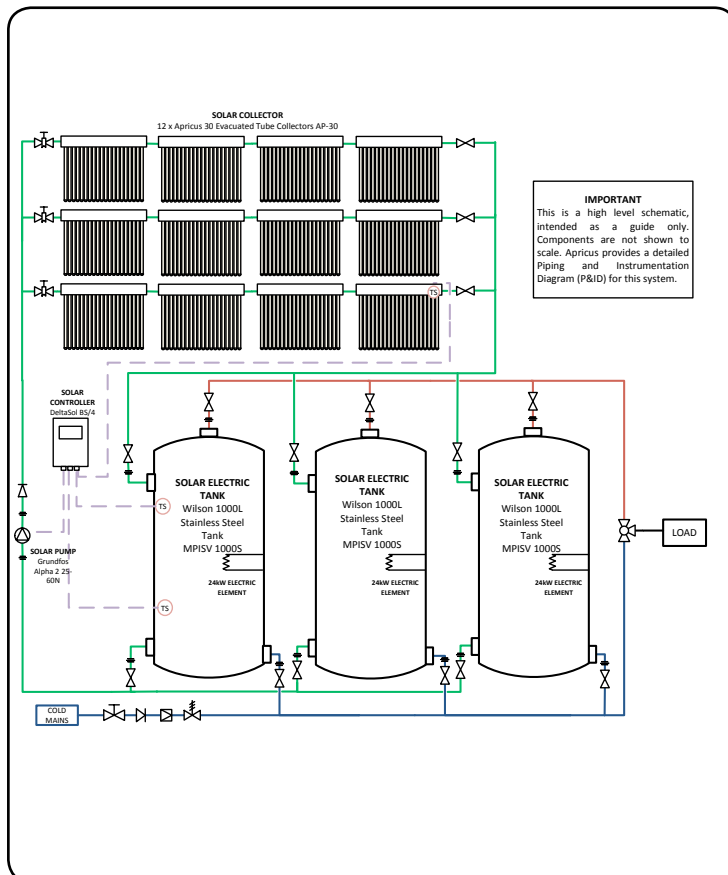 SOLAR COLLECTOR
12 x Apricus 30 Evacuated Tube Collectors AP-30
IMPORTANT
This is a high level schematic,
intended as a guide only.
Components are not shown to
scale. Apricus provides a detailed
Piping and Instrumentation
Diagram (P&ID) for this system.
TS
SOLAR
CONTROLLER
DeltaSol BS/4
SOLAR ELECTRIC
TANK
Wilson 1000L
Stainless Steel
Tank
MPISV 1000S
TS
24kW ELECTRIC
ELEMENT
TS
SOLAR ELECTRIC
TANK
Wilson 1000L
Stainless Steel
Tank
MPISV 1000S
24kW ELECTRIC
ELEMENT
SOLAR ELECTRIC
TANK
Wilson 1000L
Stainless Steel
Tank
MPISV 1000S
24kW ELECTRIC
ELEMENT
LOAD
SOLAR PUMP
Grundfos
Alpha 2 25-
60N
COLD
MAINS